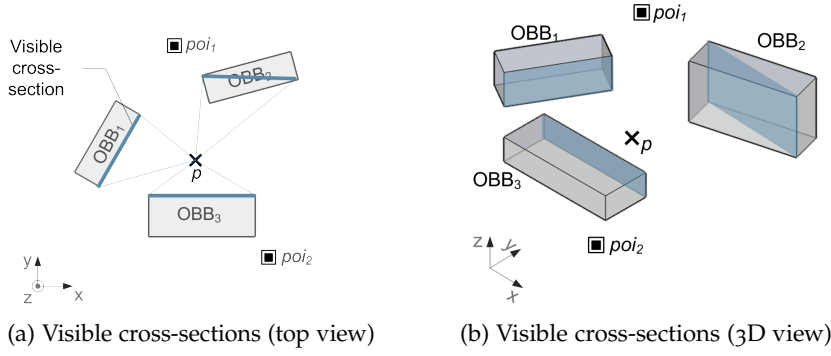 Visible
cross-
section
poi₁
OBB₂
OBB₁
p
OBB₃
poi₂
y
z
x
(a) Visible cross-sections (top view)
poi₁
OBB₁
OBB₂
p
OBB₃
poi₂
z
y
x
(b) Visible cross-sections (3D view)